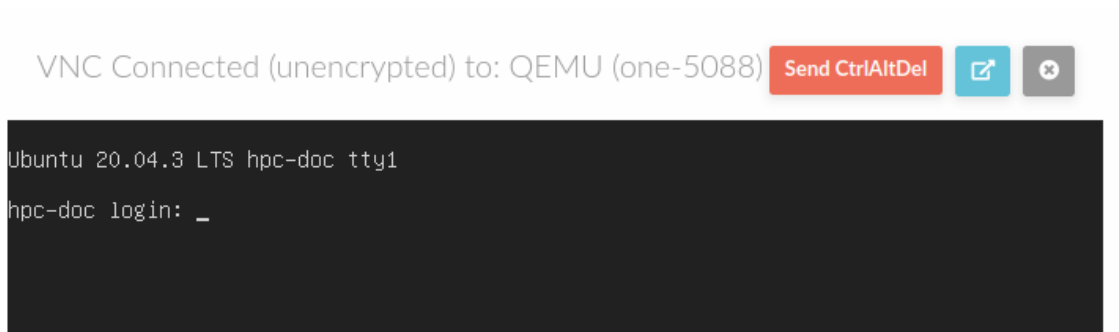 VNC Connected (unencrypted) to: QEMU (one-5088) Send CtrlAltDel
Ubuntu 20.04.3 LTS hpc-doc tty1
hpc-doc login: _